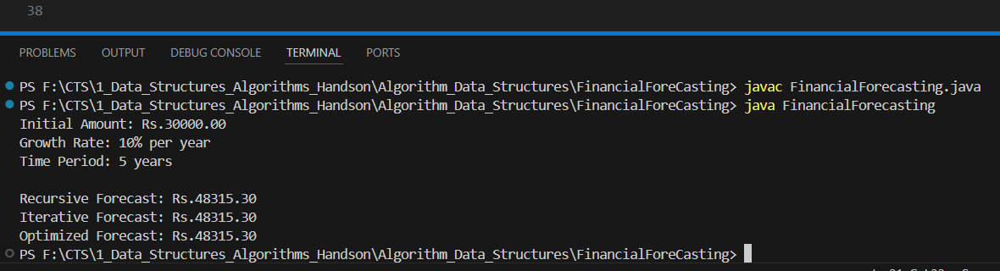 38
PROBLEMS OUTPUT DEBUG CONSOLE TERMINAL PORTS
PS F:\CTS\1_Data_Structures_Algorithms_Handson\Algorithm_Data_Structures\FinancialForeCasting> javac FinancialForecasting.java
PS F:\CTS\1_Data_Structures_Algorithms_Handson\Algorithm_Data_Structures\FinancialForeCasting> java FinancialForecasting
Initial Amount: Rs.30000.00
Growth Rate: 10% per year
Time Period: 5 years
Recursive Forecast: Rs.48315.30
Iterative Forecast: Rs.48315.30
Optimized Forecast: Rs.48315.30
PS F:\CTS\1_Data_Structures_Algorithms_Handson\Algorithm_Data_Structures\FinancialForeCasting>